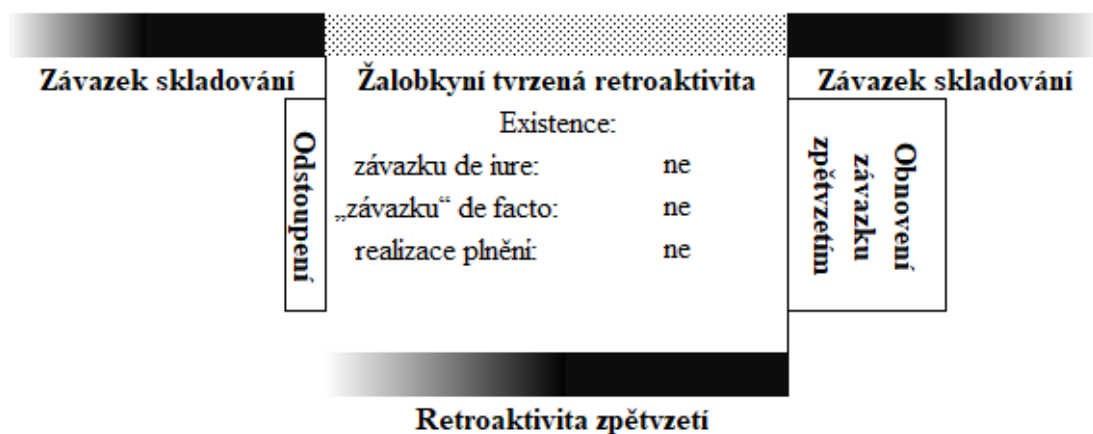 Závazek skladování
Žalobkyní tvrzená retroaktivita
Závazek skladování
Odstoupení
Existence:
závazku de iure: ne
„závazku“ de facto: ne
realizace plnění: ne
Obnovení
závazku
zpětvzetím
Retroaktivita zpětvzetí